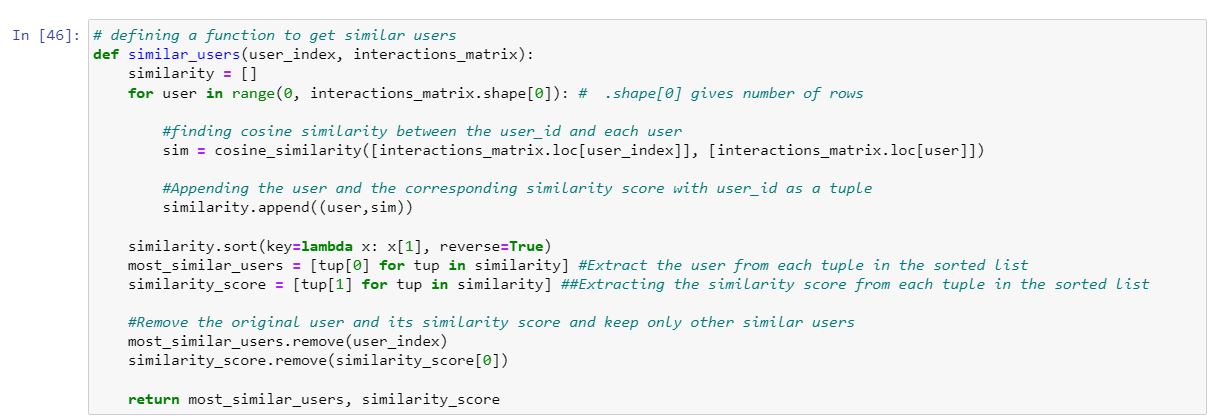 In [46]: # defining a function to get similar users
def similar_users(user_index, interactions_matrix):
    similarity = []
    for user in range(0, interactions_matrix.shape[0]): #  .shape[0] gives number of rows

        #finding cosine similarity between the user_id and each user
        sim = cosine_similarity([interactions_matrix.loc[user_index]], [interactions_matrix.loc[user]])

        #Appending the user and the corresponding similarity score with user_id as a tuple
        similarity.append((user,sim))

    similarity.sort(key=lambda x: x[1], reverse=True)
    most_similar_users = [tup[0] for tup in similarity] #Extract the user from each tuple in the sorted list
    similarity_score = [tup[1] for tup in similarity] ##Extracting the similarity score from each tuple in the sorted list

    #Remove the original user and its similarity score and keep only other similar users
    most_similar_users.remove(user_index)
    similarity_score.remove(similarity_score[0])

    return most_similar_users, similarity_score